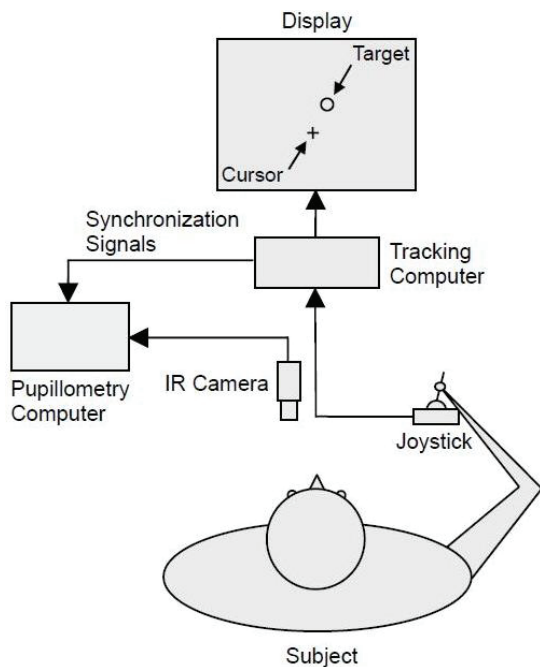 Display
Target
Cursor
Synchronization
Signals
Tracking
Computer
IR Camera
Pupillometry
Computer
Joystick
Subject